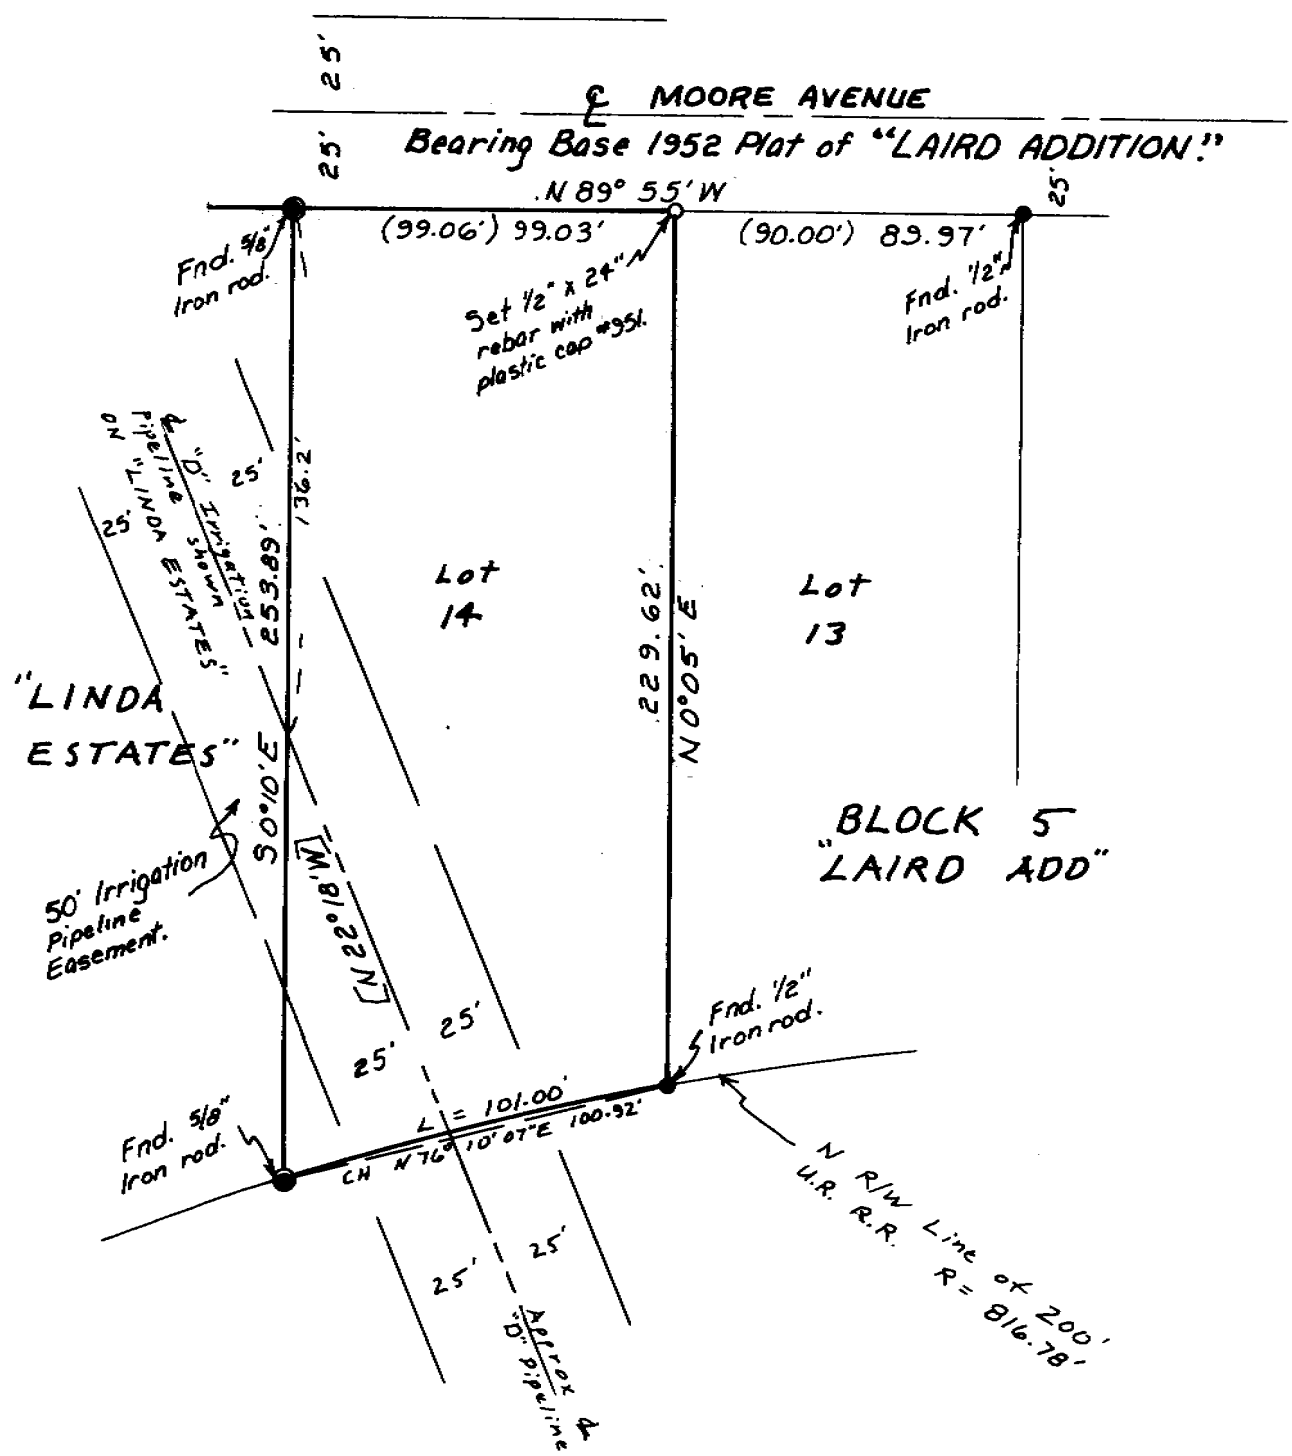 25'
℄ MOORE AVENUE
25'
Bearing Base 1952 Plat of "LAIRD ADDITION."
N 89° 55' W
25'
(99.06') 99.03'
(90.00') 89.97'
Fnd. 5/8"
Iron rod.
Set 1/2" x 24"
rebar with
plastic cap #951.
Fnd. 1/2"
Iron rod.
℄ "D" Irrigation
Pipeline shown
ON "LINDA ESTATES"
25'
25'
136.2'
253.89'
S 0°10' E
Lot
14
229.62'
N 0°05' E
Lot
13
"LINDA
ESTATES"
BLOCK 5
"LAIRD ADD"
50' Irrigation
Pipeline
Easement.
[N 22°18' W]
25'
25'
Fnd. 1/2"
Iron rod.
L = 101.00'
CH N 76° 10' 07" E 100.92'
Fnd. 5/8"
Iron rod.
N R/W Line of 200'
U.R. R.R. R = 816.78'
25'
25'
Approx ℄
"D" Pipeline